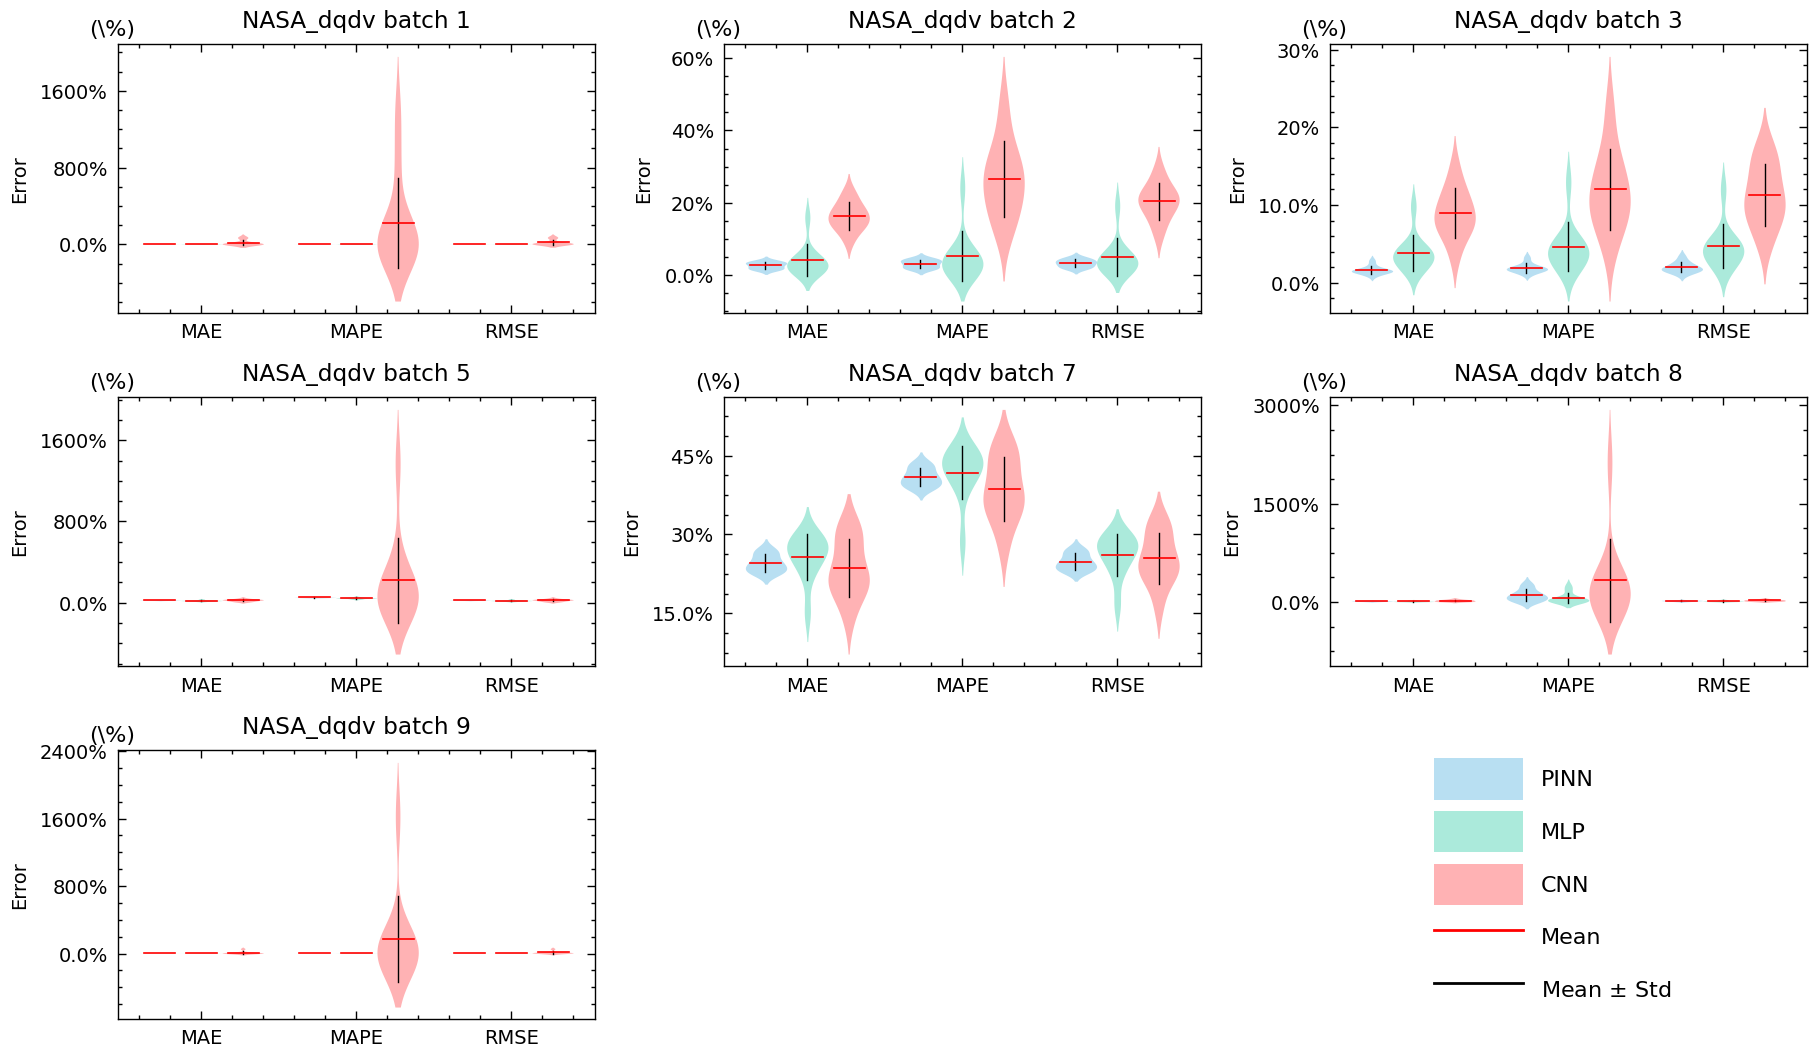 NASA_dqdv batch 1
(\%)
1600%
800%
0.0%
Error
MAE MAPE RMSE
NASA_dqdv batch 2
(\%)
60%
40%
20%
0.0%
Error
MAE MAPE RMSE
NASA_dqdv batch 3
(\%)
30%
20%
10.0%
0.0%
Error
MAE MAPE RMSE
NASA_dqdv batch 5
(\%)
1600%
800%
0.0%
Error
MAE MAPE RMSE
NASA_dqdv batch 7
(\%)
45%
30%
15.0%
Error
MAE MAPE RMSE
NASA_dqdv batch 8
(\%)
3000%
1500%
0.0%
Error
MAE MAPE RMSE
NASA_dqdv batch 9
(\%)
2400%
1600%
800%
0.0%
Error
MAE MAPE RMSE
PINN
MLP
CNN
Mean
Mean ± Std